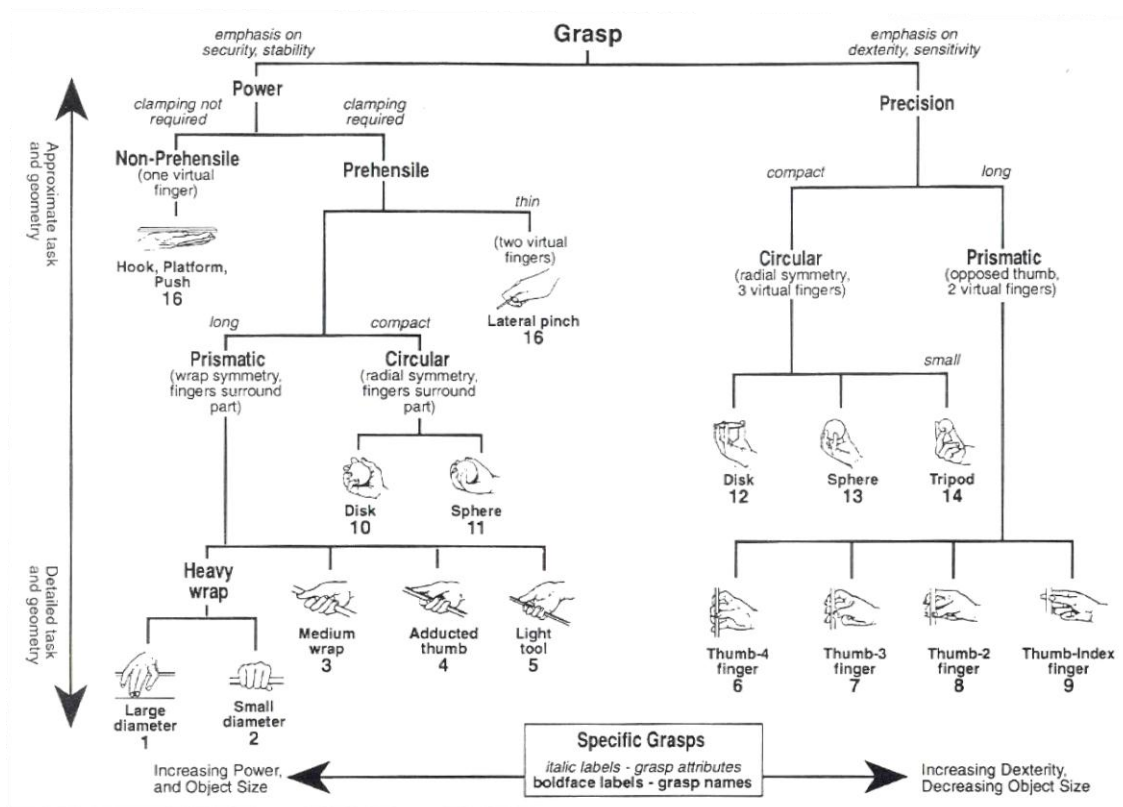 Grasp
emphasis on
security, stability
emphasis on
dexterity, sensitivity
Power
Precision
clamping not
required
clamping
required
Non-Prehensile
(one virtual
finger)
Prehensile
Approximate task
and geometry
compact
long
thin
(two virtual
fingers)
Hook, Platform,
Push
16
Lateral pinch
16
Circular
(radial symmetry,
3 virtual fingers)
Prismatic
(opposed thumb,
2 virtual fingers)
long
compact
Prismatic
(wrap symmetry,
fingers surround
part)
Circular
(radial symmetry,
fingers surround
part)
small
Disk
10
Sphere
11
Disk
12
Sphere
13
Tripod
14
Detailed task
and geometry
Heavy
wrap
Medium
wrap
3
Adducted
thumb
4
Light
tool
5
Thumb-4
finger
6
Thumb-3
finger
7
Thumb-2
finger
8
Thumb-Index
finger
9
Large
diameter
1
Small
diameter
2
Specific Grasps
italic labels - grasp attributes
boldface labels - grasp names
Increasing Power,
and Object Size
Increasing Dexterity,
Decreasing Object Size